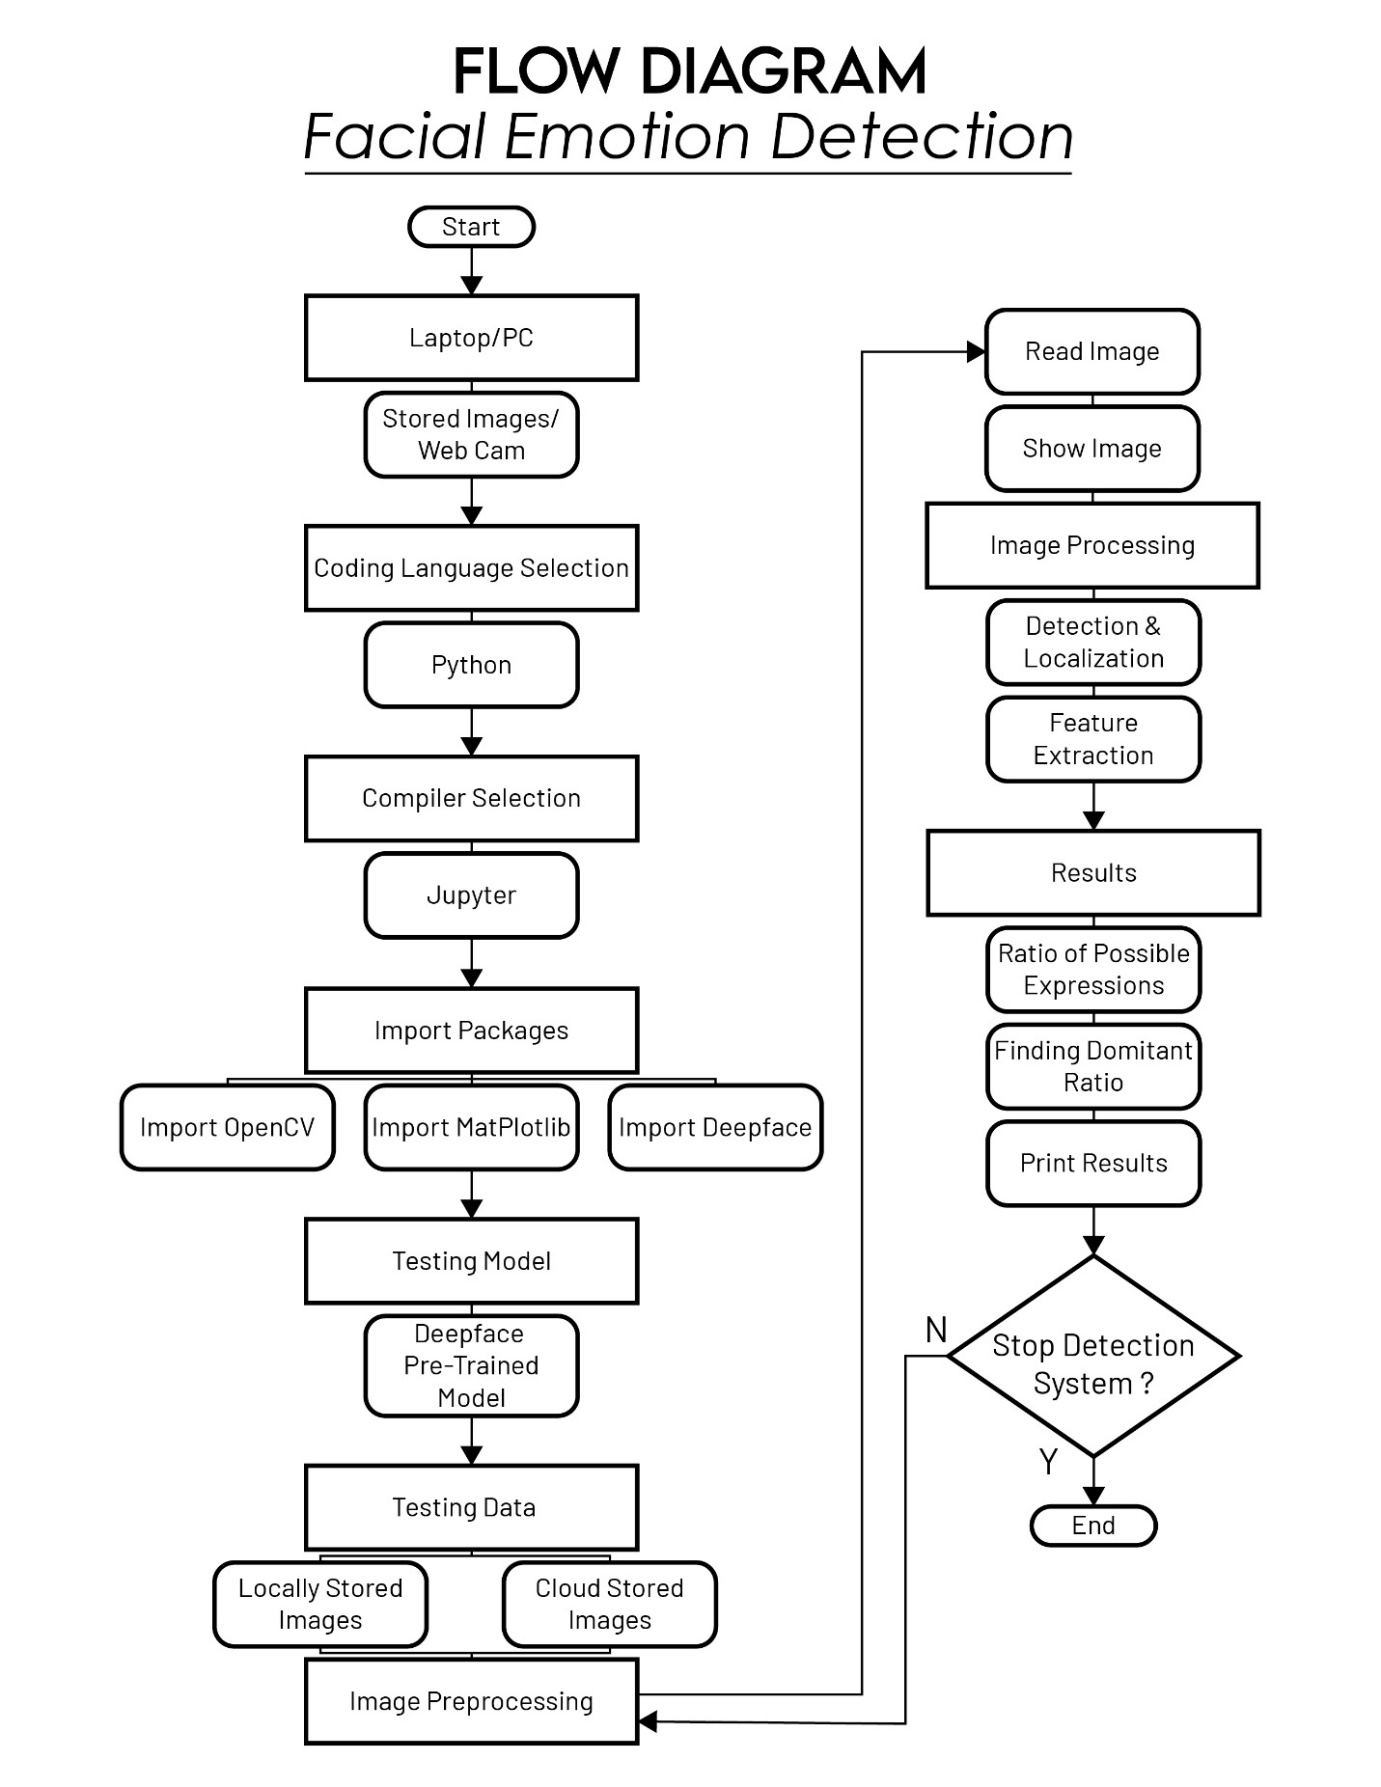 FLOW DIAGRAM
Facial Emotion Detection
Start
Laptop/PC
Stored Images/
Web Cam
Coding Language Selection
Python
Compiler Selection
Jupyter
Import Packages
Import OpenCV
Import MatPlotlib
Import Deepface
Testing Model
Deepface
Pre-Trained
Model
Testing Data
Locally Stored
Images
Cloud Stored
Images
Image Preprocessing
Read Image
Show Image
Image Processing
Detection &
Localization
Feature
Extraction
Results
Ratio of Possible
Expressions
Finding Domitant
Ratio
Print Results
N
Stop Detection
System ?
Y
End